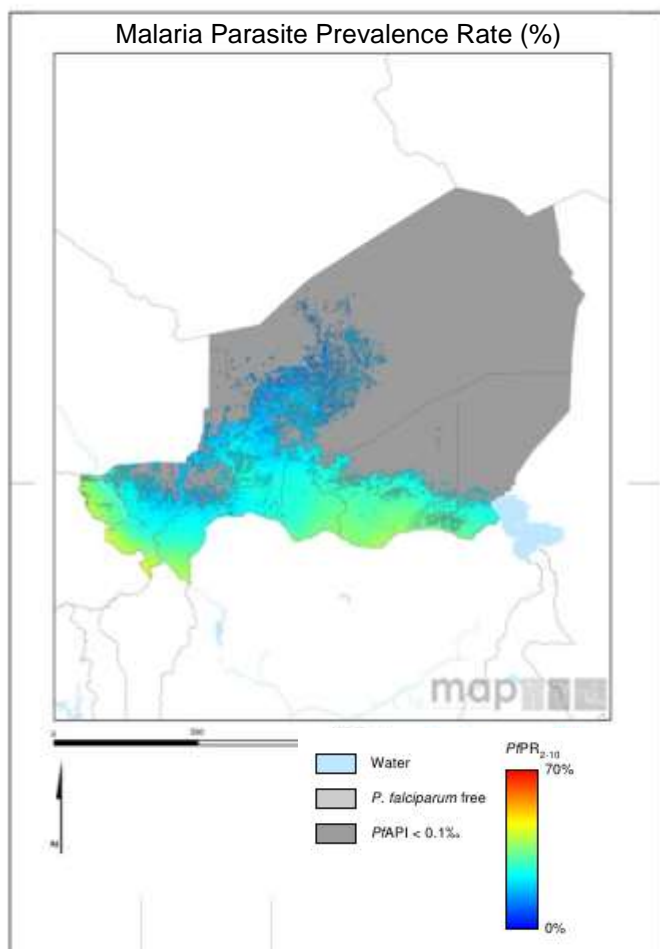 Malaria Parasite Prevalence Rate (%)
map
Water
P. falciparum free
PfAPI < 0.1‰
PfPR2-10
70%
0%